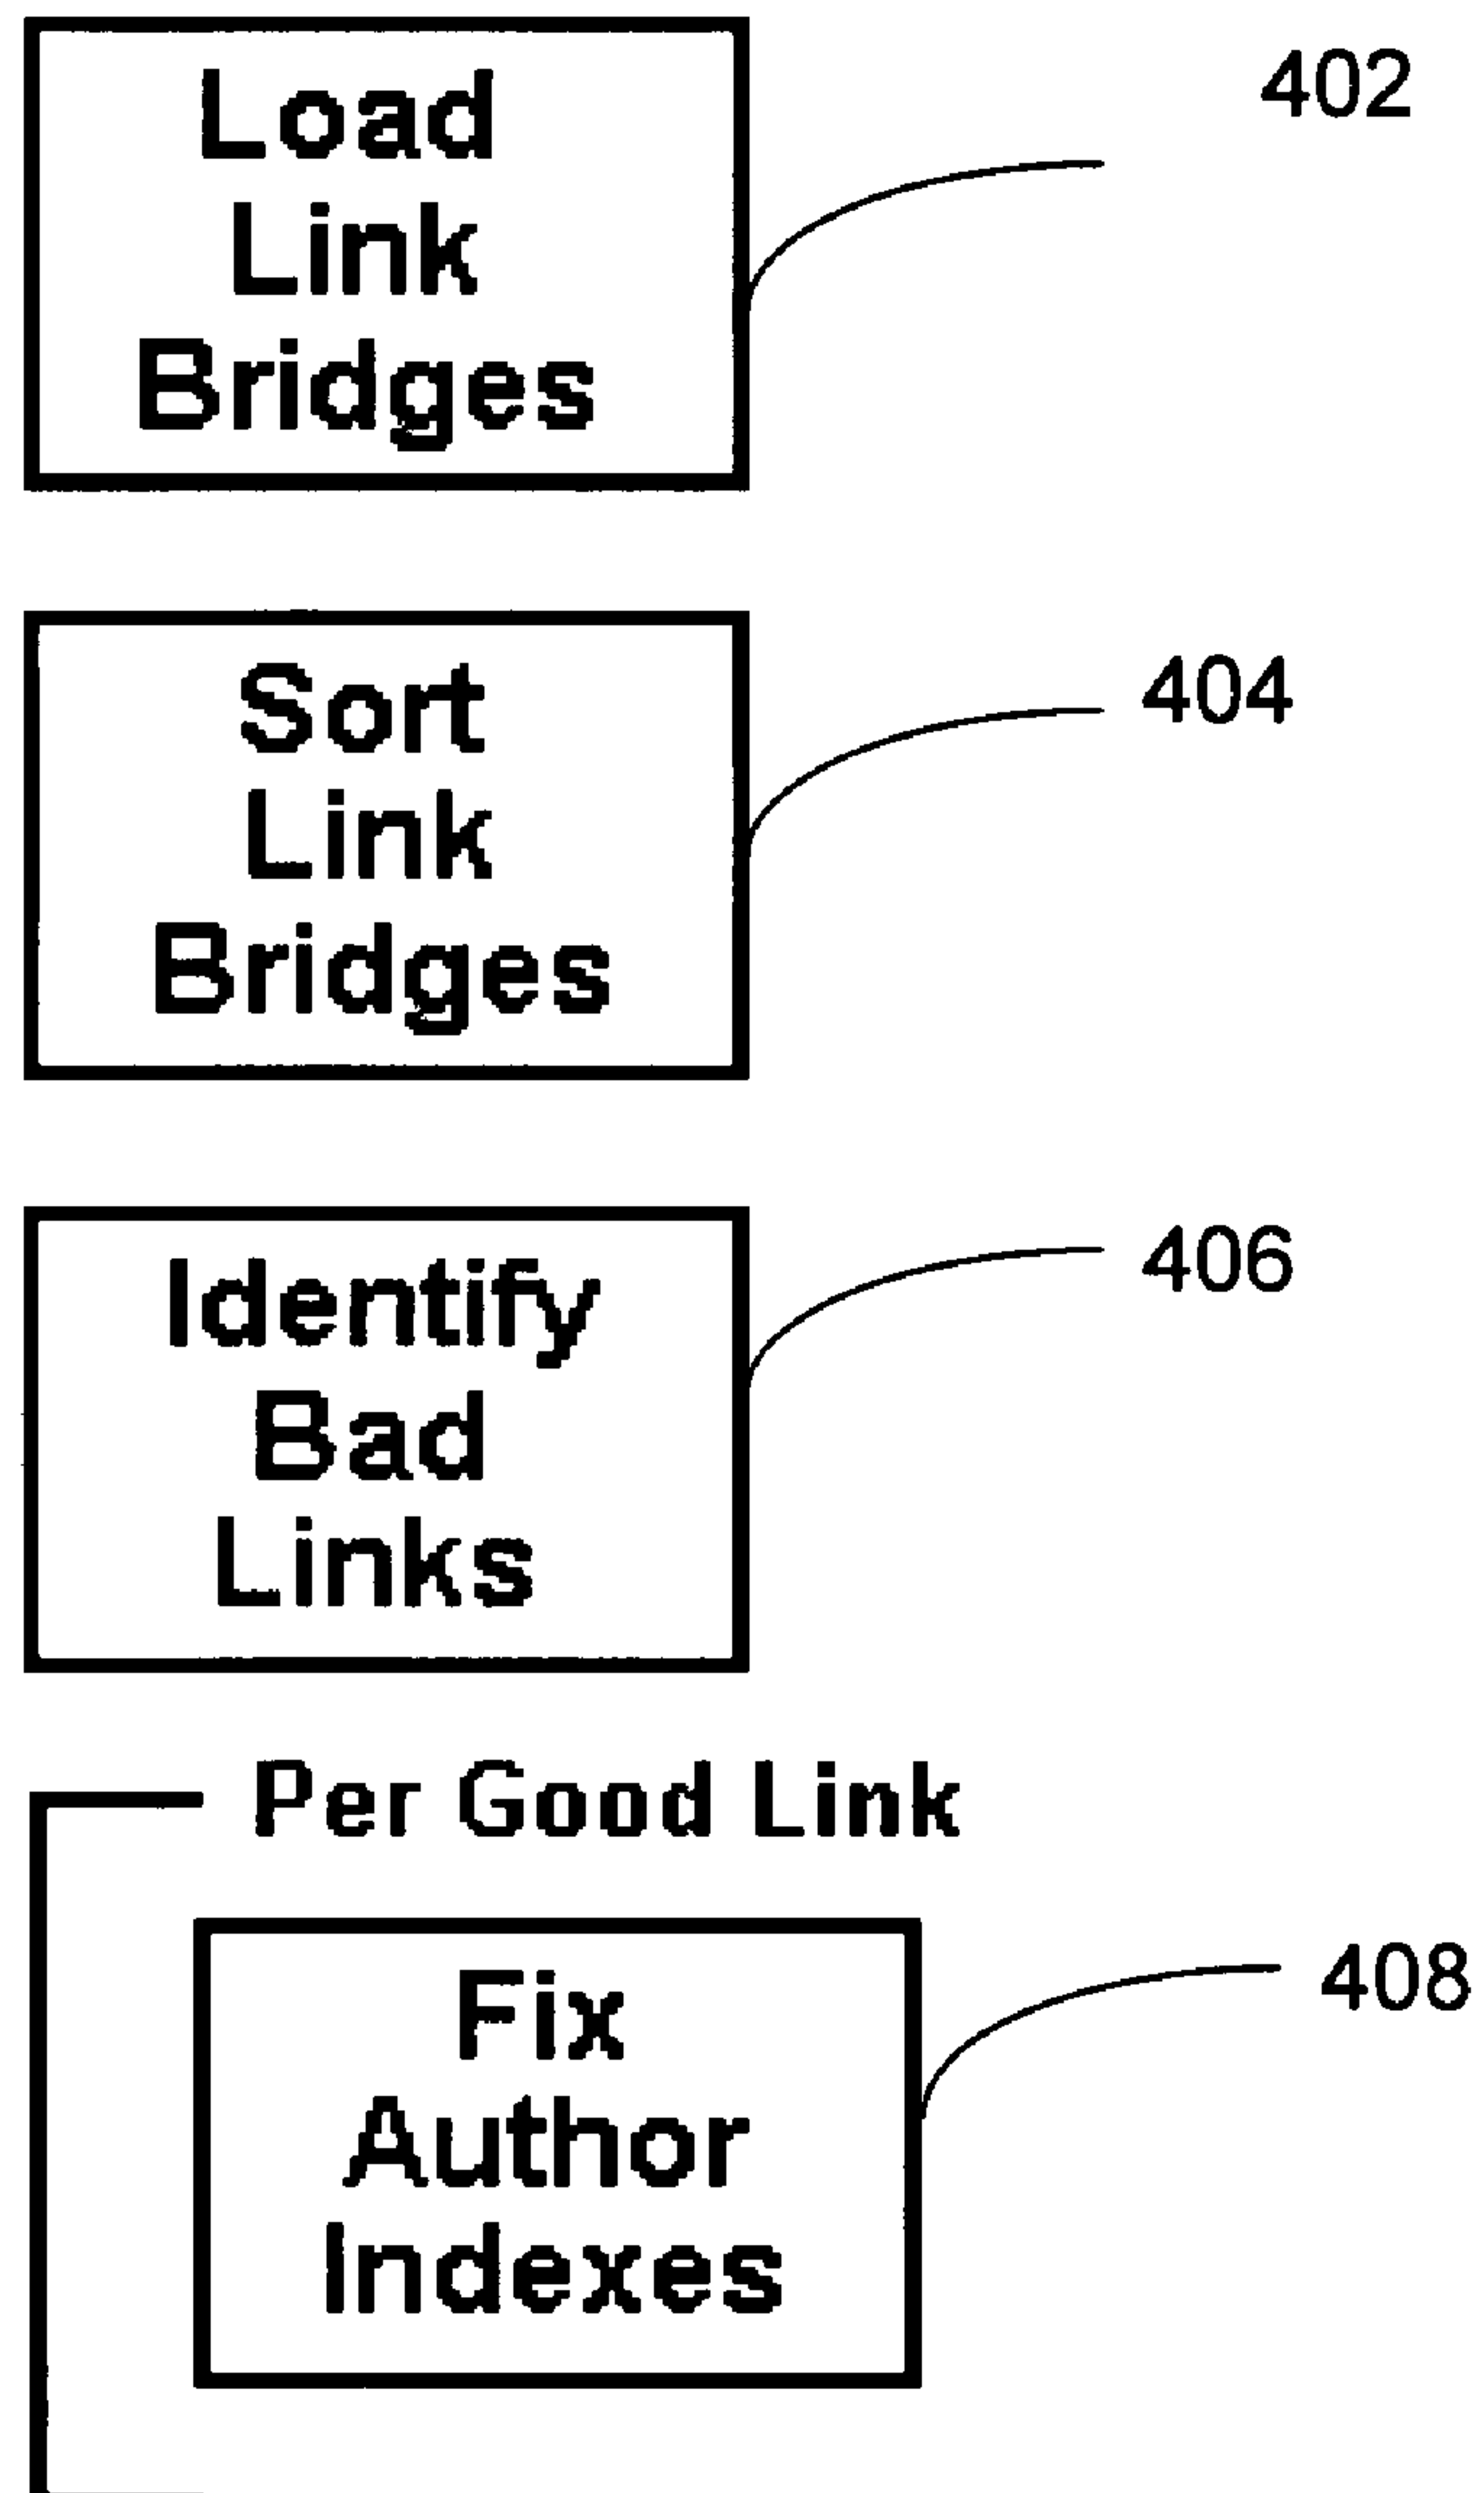 402
Load
Link
Bridges
404
Sort
Link
Bridges
406
Identify
Bad
Links
Per Good Link
408
Fix
Author
Indexes